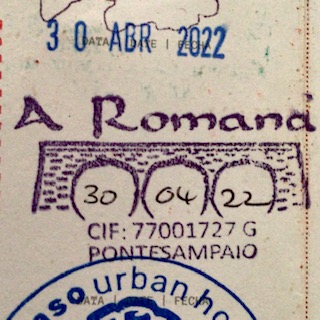 30 ABR 2022
DATA | DATE | FECHA
A Romana
30 04 22
CIF: 77001727 G
PONTESAMPAIO
urban
DATA | DATE | FECHA